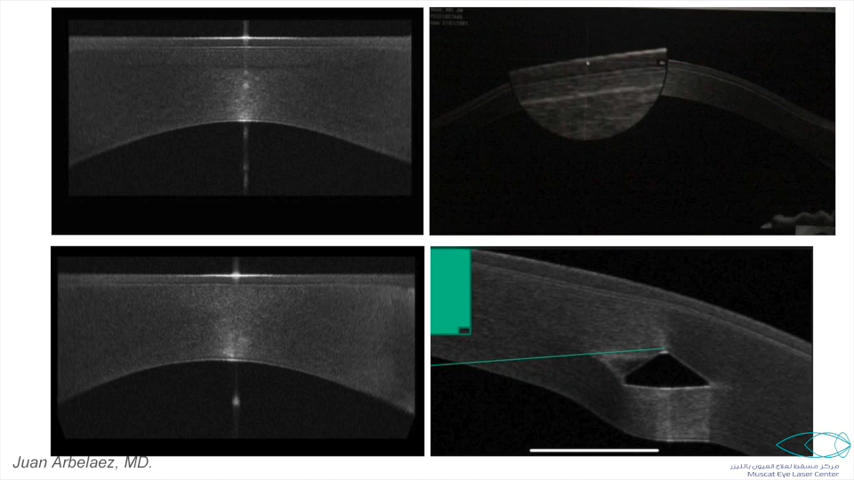 Juan Arbelaez, MD.
مركز مسقط لعلاج العيون بالليزر
Muscat Eye Laser Center